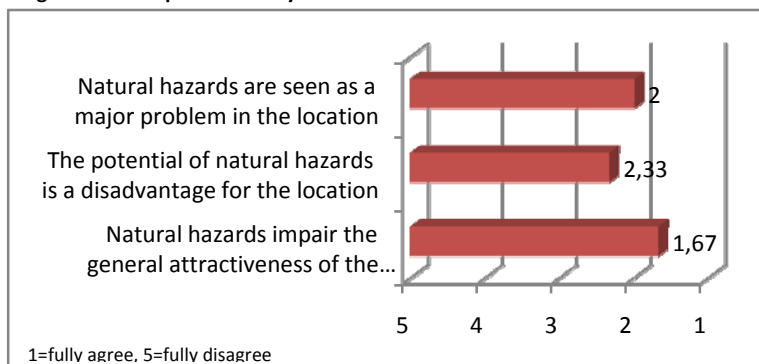 Natural hazards are seen as a
major problem in the location
2
The potential of natural hazards
is a disadvantage for the location
2,33
Natural hazards impair the
general attractiveness of the...
1,67
5 4 3 2 1
1=fully agree, 5=fully disagree